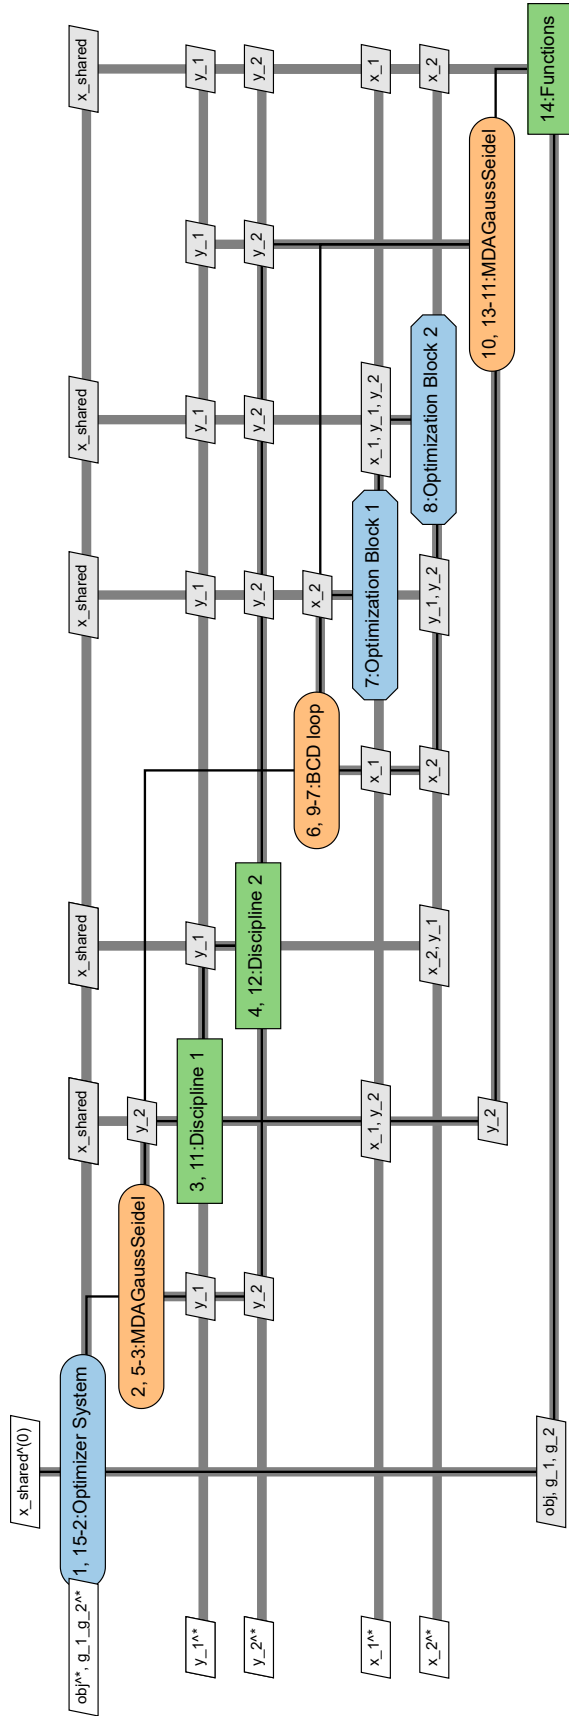 x_shared^(0)
obj^*, g_1_g_2^*
1, 15-2:Optimizer System
x_shared
x_shared
x_shared
x_shared
x_shared
2, 5-3:MDAGaussSeidel
y_2
y_1^*
y_1
3, 11:Discipline 1
y_1
y_1
y_1
y_1
y_1
y_2^*
y_2
4, 12:Discipline 2
y_2
y_2
y_2
y_2
6, 9-7:BCD loop
x_2
x_1^*
x_1, y_2
x_1
7:Optimization Block 1
x_1, y_1, y_2
x_1
x_2^*
x_2, y_1
x_2
y_1, y_2
8:Optimization Block 2
x_2
y_2
10, 13-11:MDAGaussSeidel
obj, g_1, g_2
14:Functions